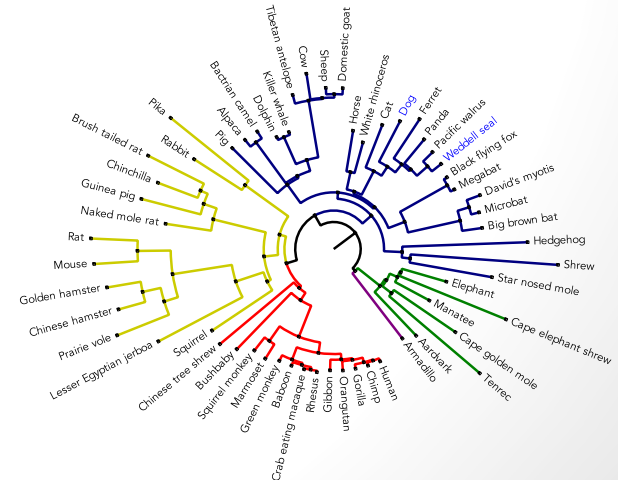 Tibetan antelope
Cow
Sheep
Domestic goat
Bactrian camel
Killer whale
Dolphin
Alpaca
Pig
Horse
White rhinoceros
Cat
Dog
Ferret
Panda
Pacific walrus
Weddell seal
Black flying fox
Megabat
David's myotis
Microbat
Big brown bat
Hedgehog
Shrew
Star nosed mole
Elephant
Cape elephant shrew
Manatee
Cape golden mole
Tenrec
Aardvark
Armadillo
Human
Chimp
Gorilla
Orangutan
Gibbon
Rhesus
Crab eating macaque
Baboon
Green monkey
Marmoset
Squirrel monkey
Bushbaby
Chinese tree shrew
Squirrel
Lesser Egyptian jerboa
Prairie vole
Chinese hamster
Golden hamster
Mouse
Rat
Naked mole rat
Guinea pig
Chinchilla
Brush tailed rat
Rabbit
Pika